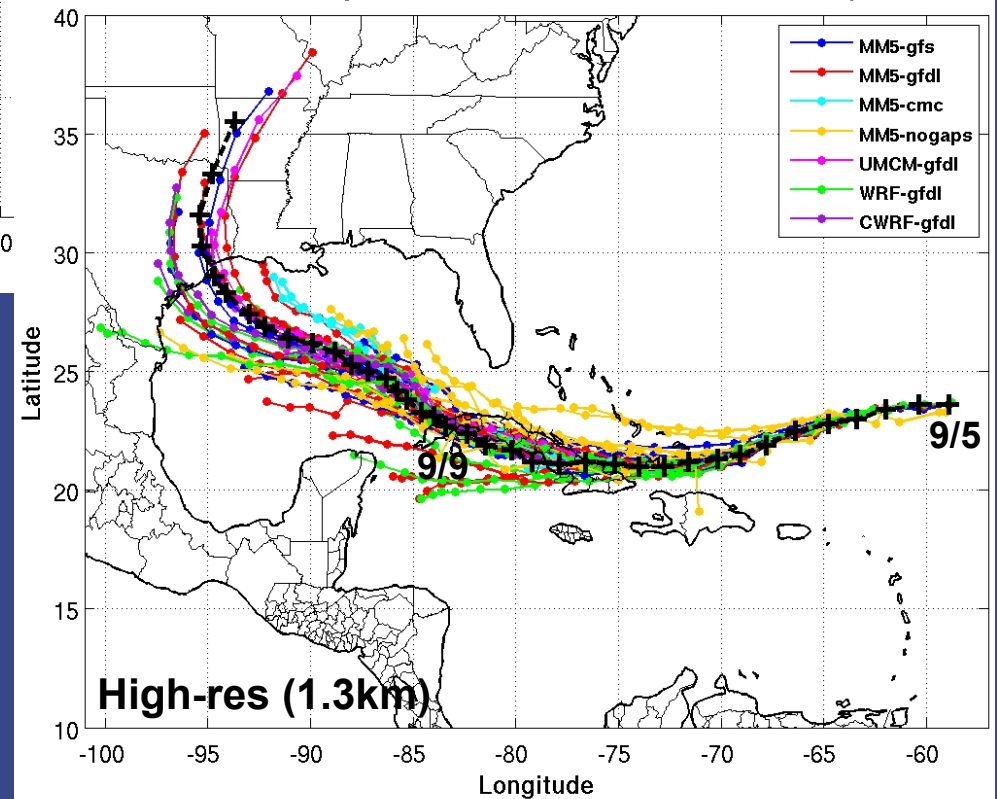 40
35
30
25
20
15
10
0
Latitude
MM5-gfs
MM5-gfdl
MM5-cmc
MM5-nogaps
UMCM-gfdl
WRF-gfdl
CWRF-gfdl
9/5
9/9
High-res (1.3km)
-100 -95 -90 -85 -80 -75 -70 -65 -60
Longitude